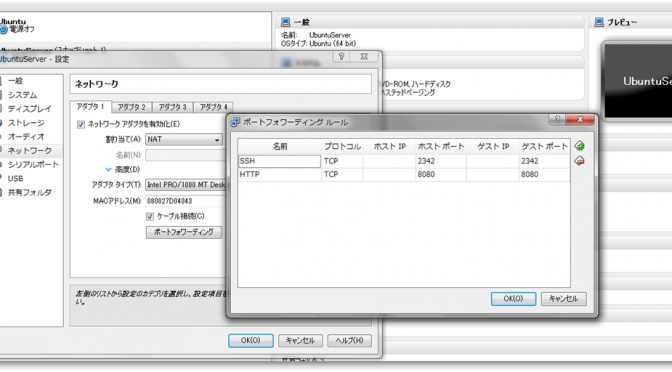 Ubuntu
電源オフ
UbuntuServer - 設定
一般
システム
ディスプレイ
ストレージ
オーディオ
ネットワーク
シリアルポート
USB
共有フォルダ
ネットワーク
アダプタ 1 アダプタ 2 アダプタ 3 アダプタ 4
ネットワーク アダプタを有効化(E)
割り当て(A): NAT
名前(N):
高度(D)
アダプタ タイプ(T): Intel PRO/1000 MT Desk
MACアドレス(M): 080027D04043
ケーブル接続(C)
ポートフォワーディング
左側のリストから設定のカテゴリを選択し、設定項目を
い。
OK(O) キャンセル ヘルプ(H)
一般
名前: UbuntuServer
OSタイプ: Ubuntu (64 bit)
/D-ROM, ハードディスク
ステッドページング
プレビュー
UbuntuSe
ポートフォワーディング ルール
名前 プロトコル ホスト IP ホスト ポート ゲスト IP ゲスト ポート
SSH TCP 2342 2342
HTTP TCP 8080 8080
OK(O) キャンセル